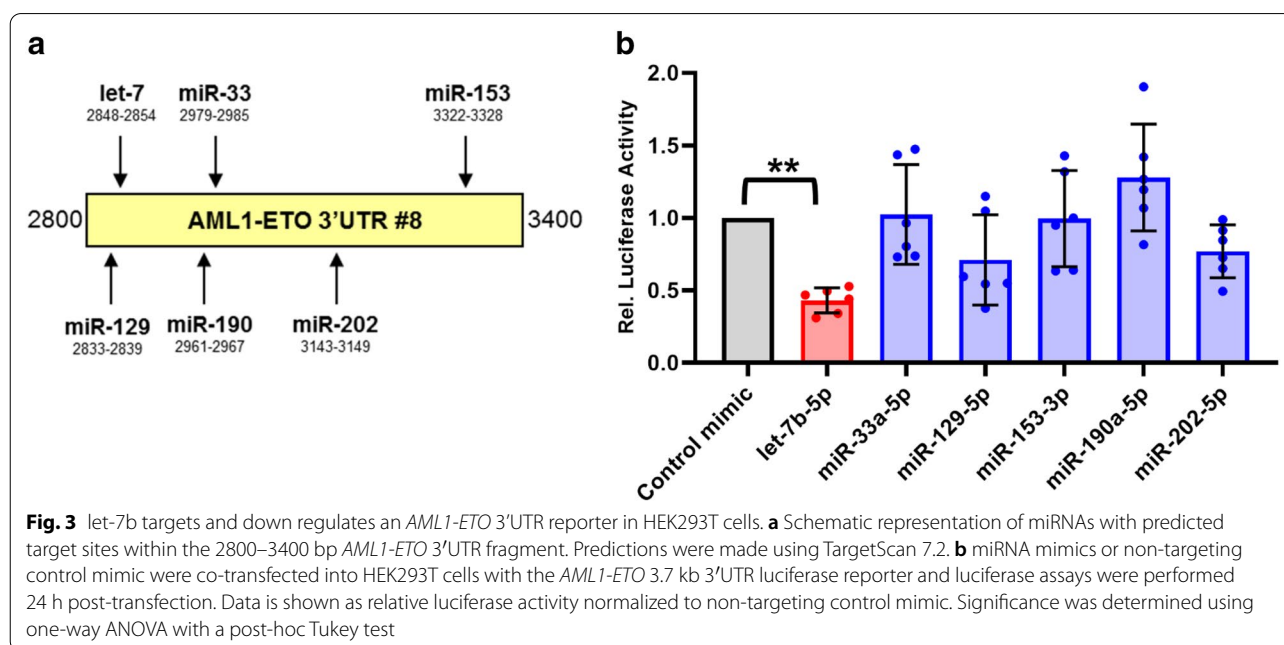 a
let-7
2848-2854
miR-33
2979-2985
miR-153
3322-3328
2800
AML1-ETO 3'UTR #8
3400
miR-129
2833-2839
miR-190
2961-2967
miR-202
3143-3149
b
Rel. Luciferase Activity
2.0
1.5
1.0
0.5
0.0
**
Control mimic
let-7b-5p
miR-33a-5p
miR-129-5p
miR-153-3p
miR-190a-5p
miR-202-5p
Fig. 3 let-7b targets and down regulates an AML1-ETO 3'UTR reporter in HEK293T cells. a Schematic representation of miRNAs with predicted
target sites within the 2800–3400 bp AML1-ETO 3′UTR fragment. Predictions were made using TargetScan 7.2. b miRNA mimics or non-targeting
control mimic were co-transfected into HEK293T cells with the AML1-ETO 3.7 kb 3′UTR luciferase reporter and luciferase assays were performed
24 h post-transfection. Data is shown as relative luciferase activity normalized to non-targeting control mimic. Significance was determined using
one-way ANOVA with a post-hoc Tukey test